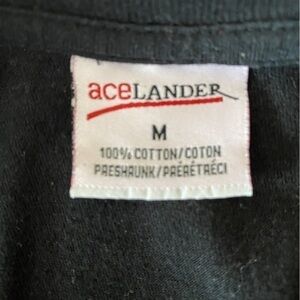 aceLANDER
M
100% COTTON/COTON
PRESHRUNK/PRÉRÉTRÉCI